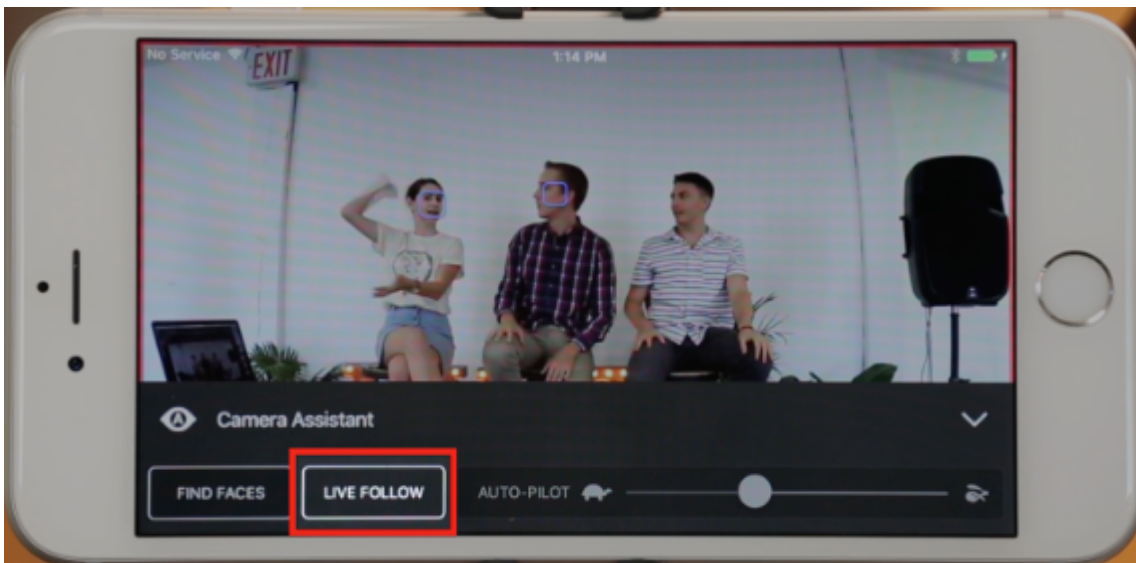 No Service 1:14 PM
EXIT
Camera Assistant
FIND FACES LIVE FOLLOW AUTO-PILOT